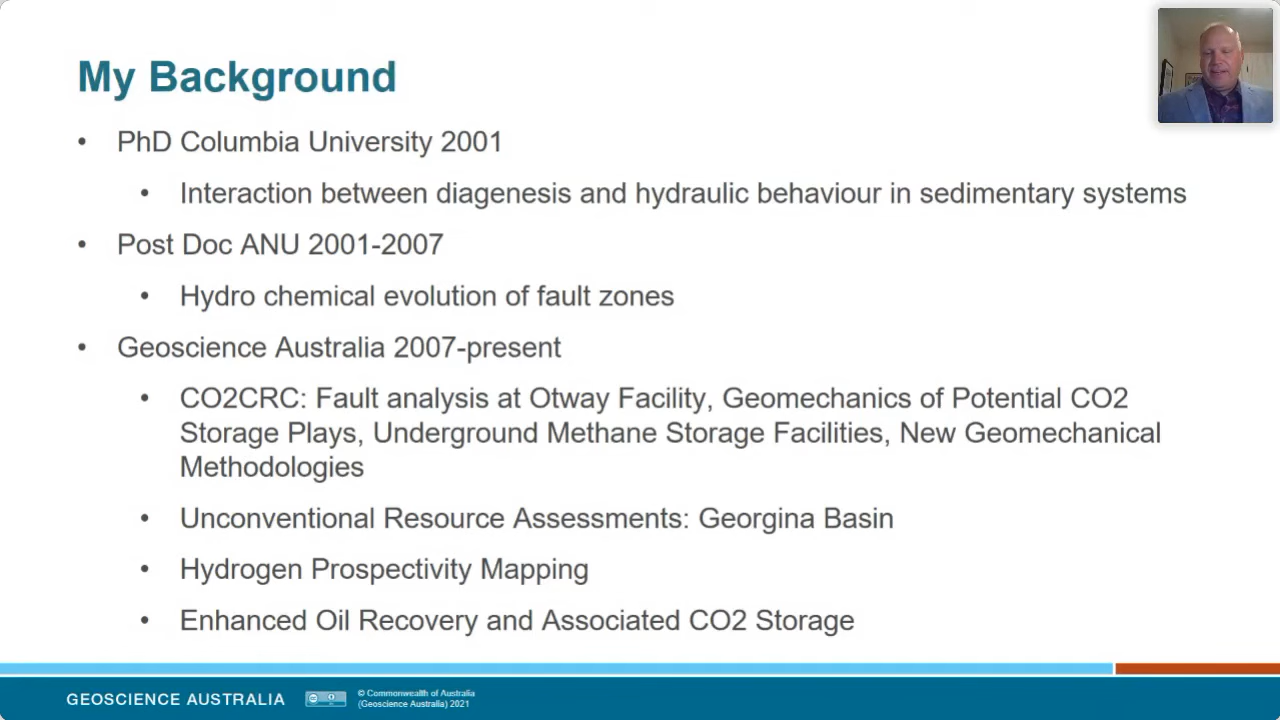 My Background
• PhD Columbia University 2001
• Interaction between diagenesis and hydraulic behaviour in sedimentary systems
• Post Doc ANU 2001-2007
• Hydro chemical evolution of fault zones
• Geoscience Australia 2007-present
• CO2CRC: Fault analysis at Otway Facility, Geomechanics of Potential CO2
Storage Plays, Underground Methane Storage Facilities, New Geomechanical
Methodologies
• Unconventional Resource Assessments: Georgina Basin
• Hydrogen Prospectivity Mapping
• Enhanced Oil Recovery and Associated CO2 Storage
GEOSCIENCE AUSTRALIA
© Commonwealth of Australia
(Geoscience Australia) 2021